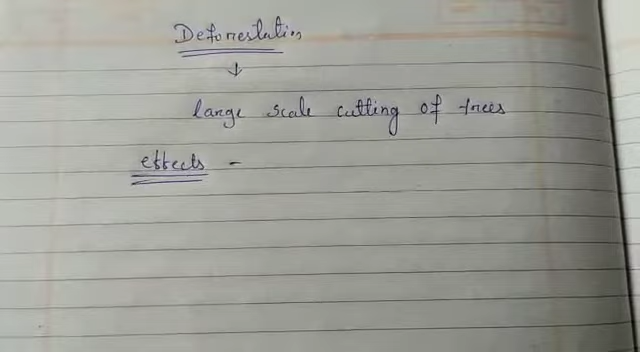 Deforestation
↓
large scale cutting of trees
effects -